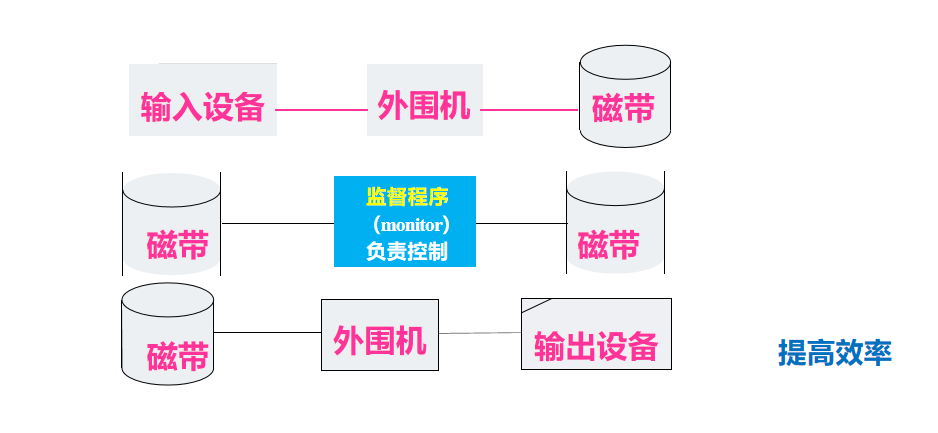 输入设备
外围机
磁带
磁带
监督程序
（monitor）
负责控制
磁带
磁带
外围机
输出设备
提高效率